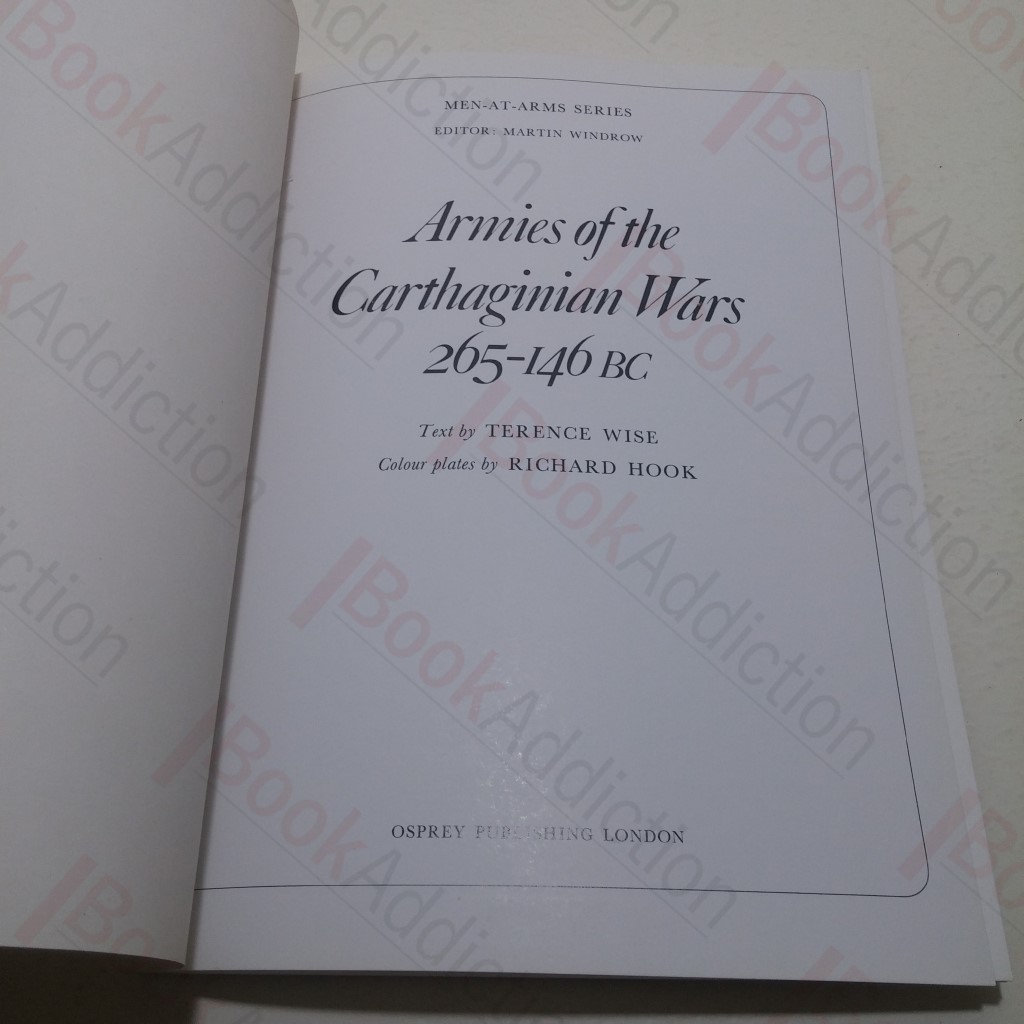 MEN-AT-ARMS SERIES
EDITOR: MARTIN WINDROW
Armies of the
Carthaginian Wars
265–146 BC
Text by TERENCE WISE
Colour plates by RICHARD HOOK
OSPREY PUBLISHING LONDON
BookAddiction